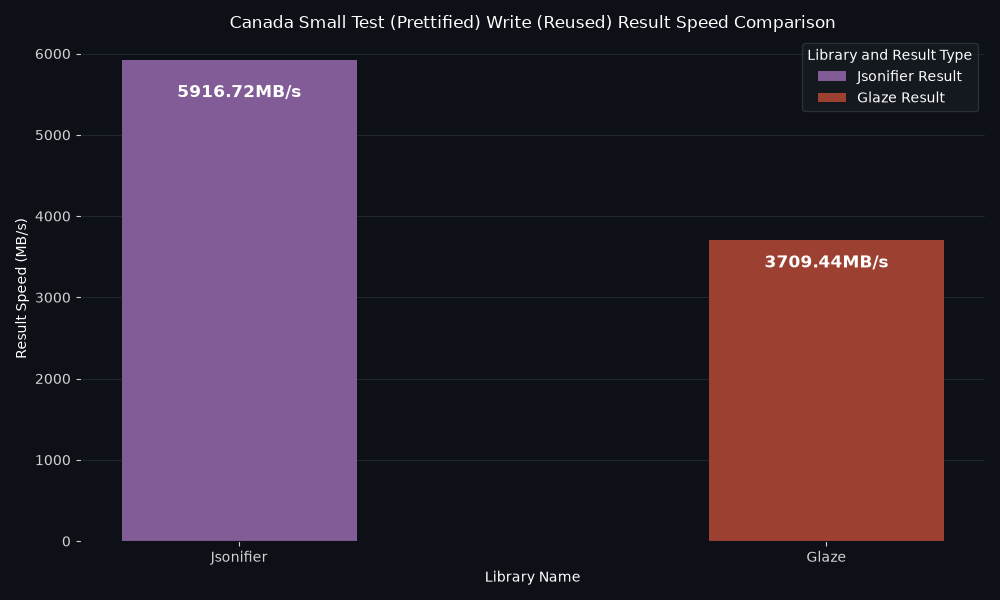 Canada Small Test (Prettified) Write (Reused) Result Speed Comparison
Library and Result Type
Jsonifier Result
Glaze Result
6000
5000
4000
3000
2000
1000
0
Result Speed (MB/s)
5916.72MB/s
3709.44MB/s
Jsonifier
Glaze
Library Name